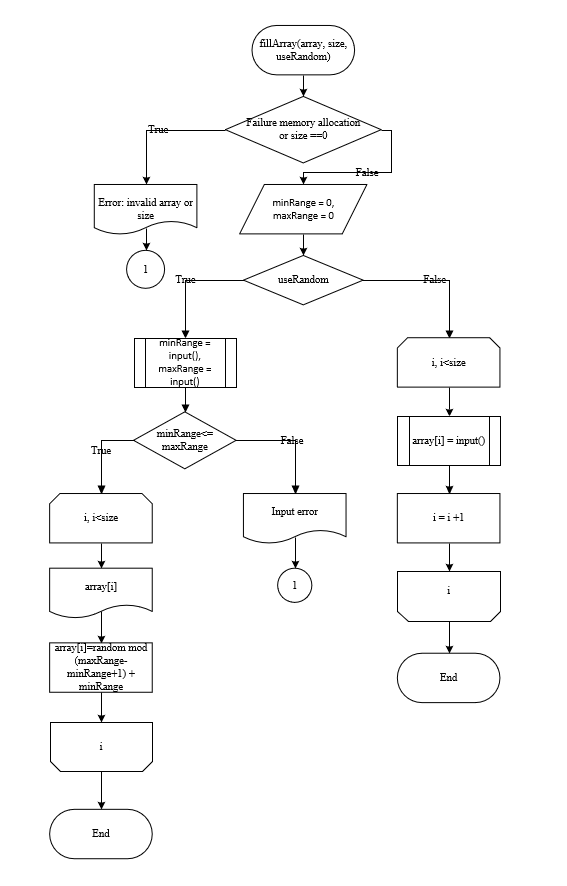 fillArray(array, size,
useRandom)
Failure memory allocation
or size ==0
True
False
Error: invalid array or
size
minRange = 0,
maxRange = 0
1
useRandom
True
False
minRange =
input(),
maxRange =
input()
i, i<size
minRange<=
maxRange
array[i] = input()
True
False
i, i<size
Input error
i = i +1
array[i]
1
i
array[i]=random mod
(maxRange-
minRange+1) +
minRange
End
i
End